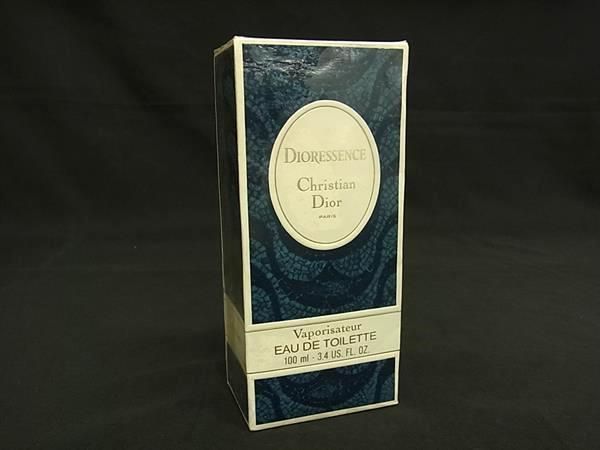 DIORESSENCE
Christian
Dior
PARIS
Vaporisateur
EAU DE TOILETTE
100 ml - 3.4 US. FL. OZ.